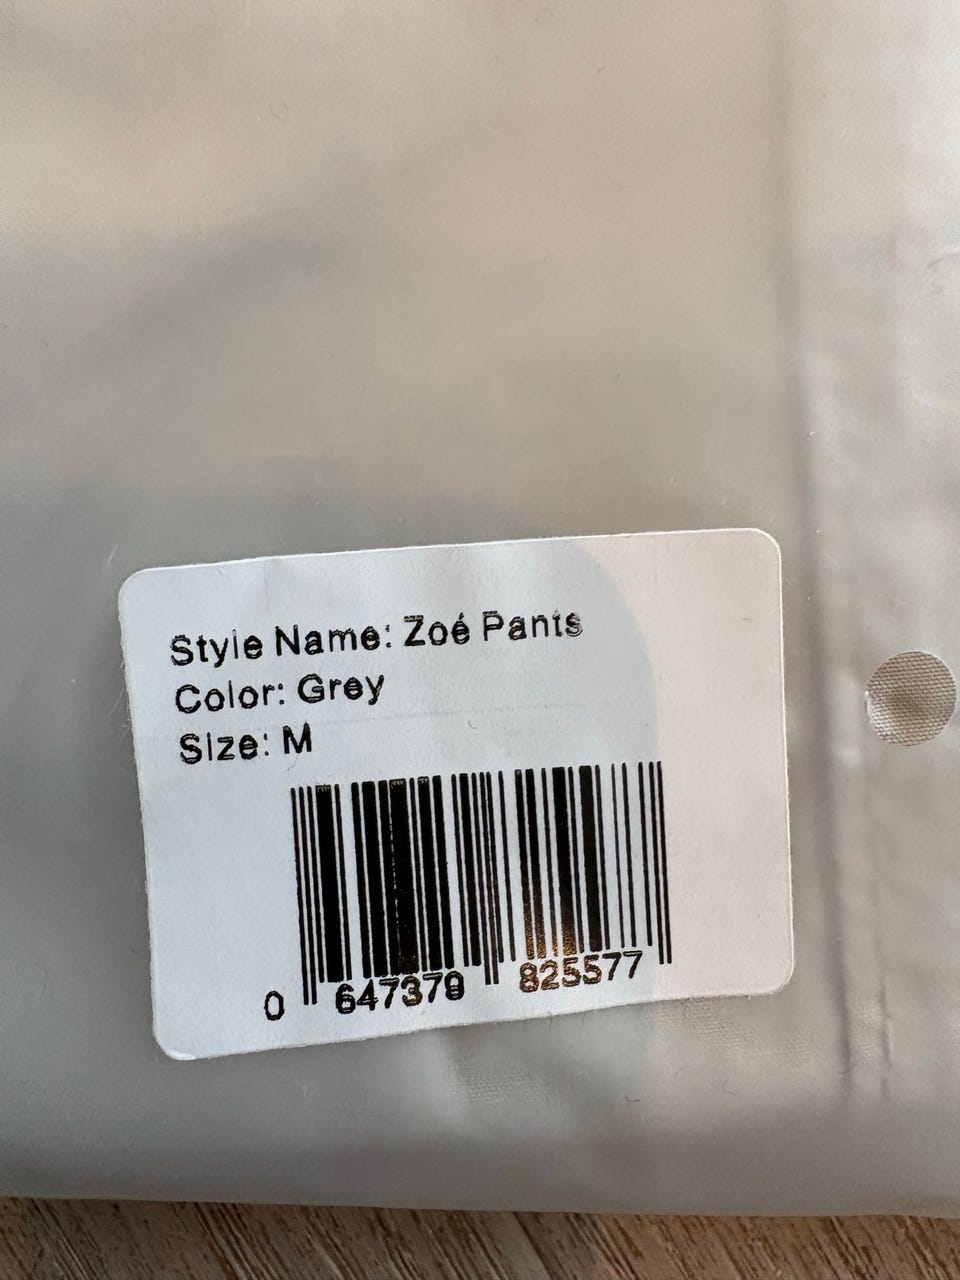 Style Name: Zoé Pants
Color: Grey
Size: M
0 647379 825577